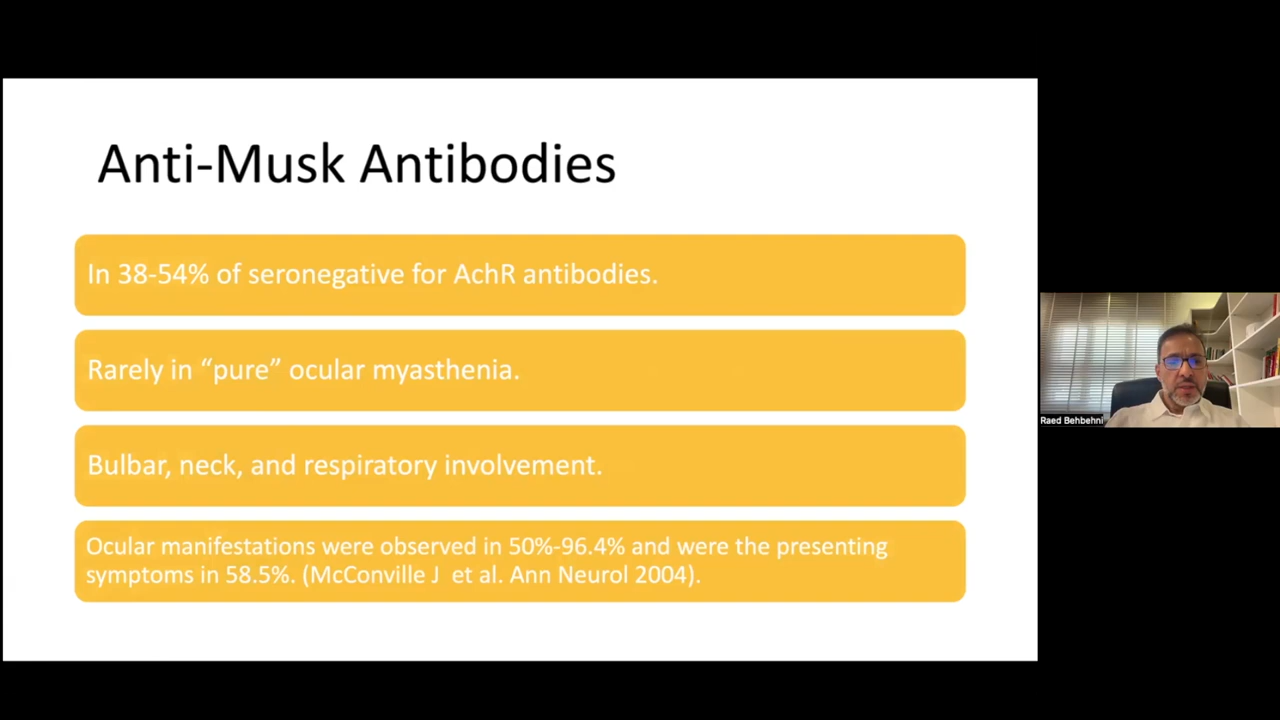 Anti-Musk Antibodies
In 38-54% of seronegative for AchR antibodies.
Rarely in “pure” ocular myasthenia.
Bulbar, neck, and respiratory involvement.
Ocular manifestations were observed in 50%-96.4% and were the presenting
symptoms in 58.5%. (McConville J et al. Ann Neurol 2004).
Raed Behbehni